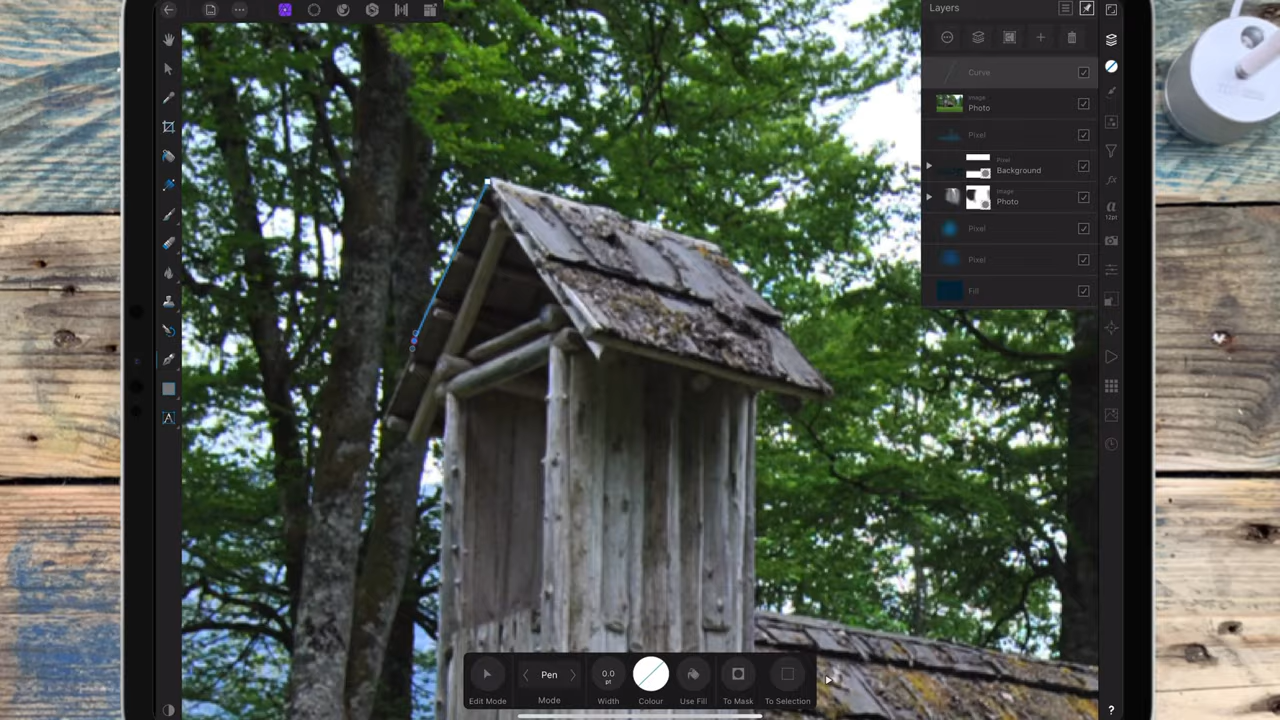 Layers
Curve
Image
Photo
Pixel
Pixel
Background
Image
Photo
Pixel
Pixel
Fill
12pt
A
?
Pen
0.0
pt
Edit Mode
Mode
Width
Colour
Use Fill
To Mask
To Selection